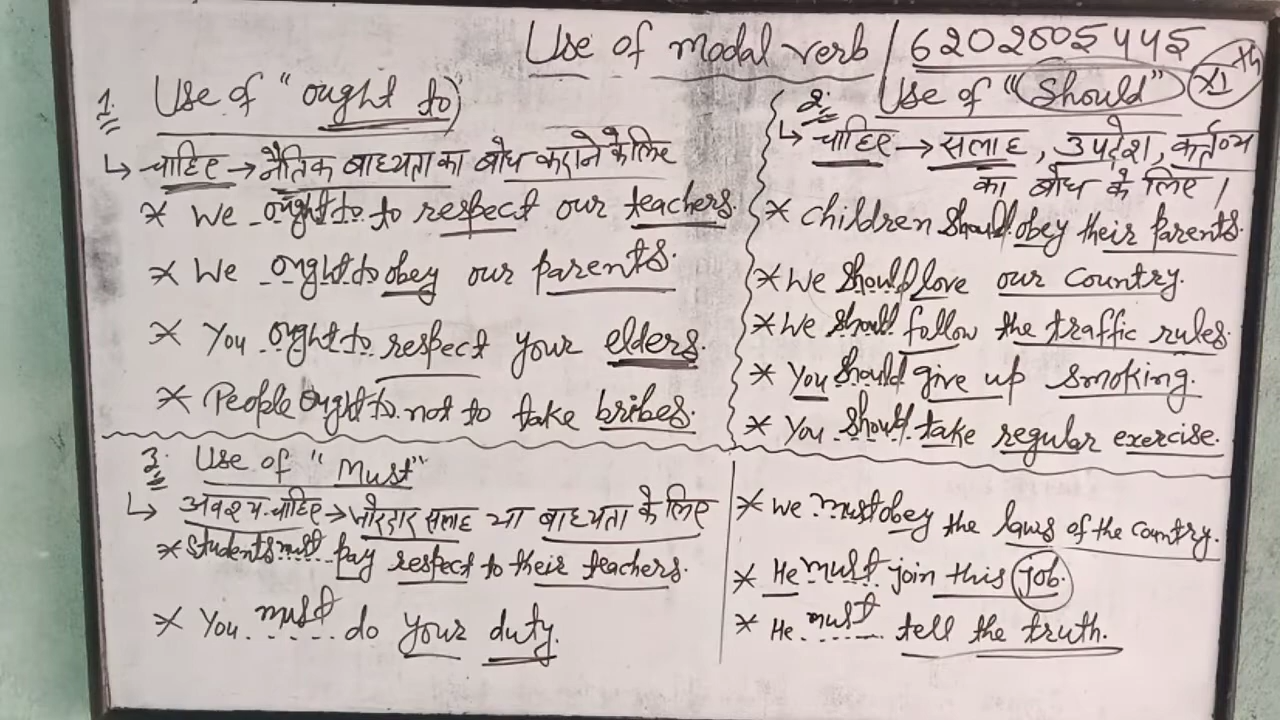 Use of modal verb / 6202505445
XIth
1. Use of "ought to)
↳ चाहिए → नैतिक बाध्यता का बोध कराने के लिए
* We ought to to respect our teachers.
* We ought to obey our parents.
* You ought to respect your elders.
* People ought to not to take bribes.
2. Use of "(Should"
↳ चाहिए → सलाह, उपदेश, कर्तव्य
का बोध के लिए।
* Children should obey their parents.
* We should love our country.
* We should follow the traffic rules.
* You should give up smoking.
* You should take regular exercise.
3. Use of "Must"
↳ अवश्य-चाहिए → जोरदार सलाह या बाध्यता के लिए
* Students must pay respect to their teachers.
* You must do your duty.
* We must obey the laws of the country.
* He must join this job.
* He must tell the truth.